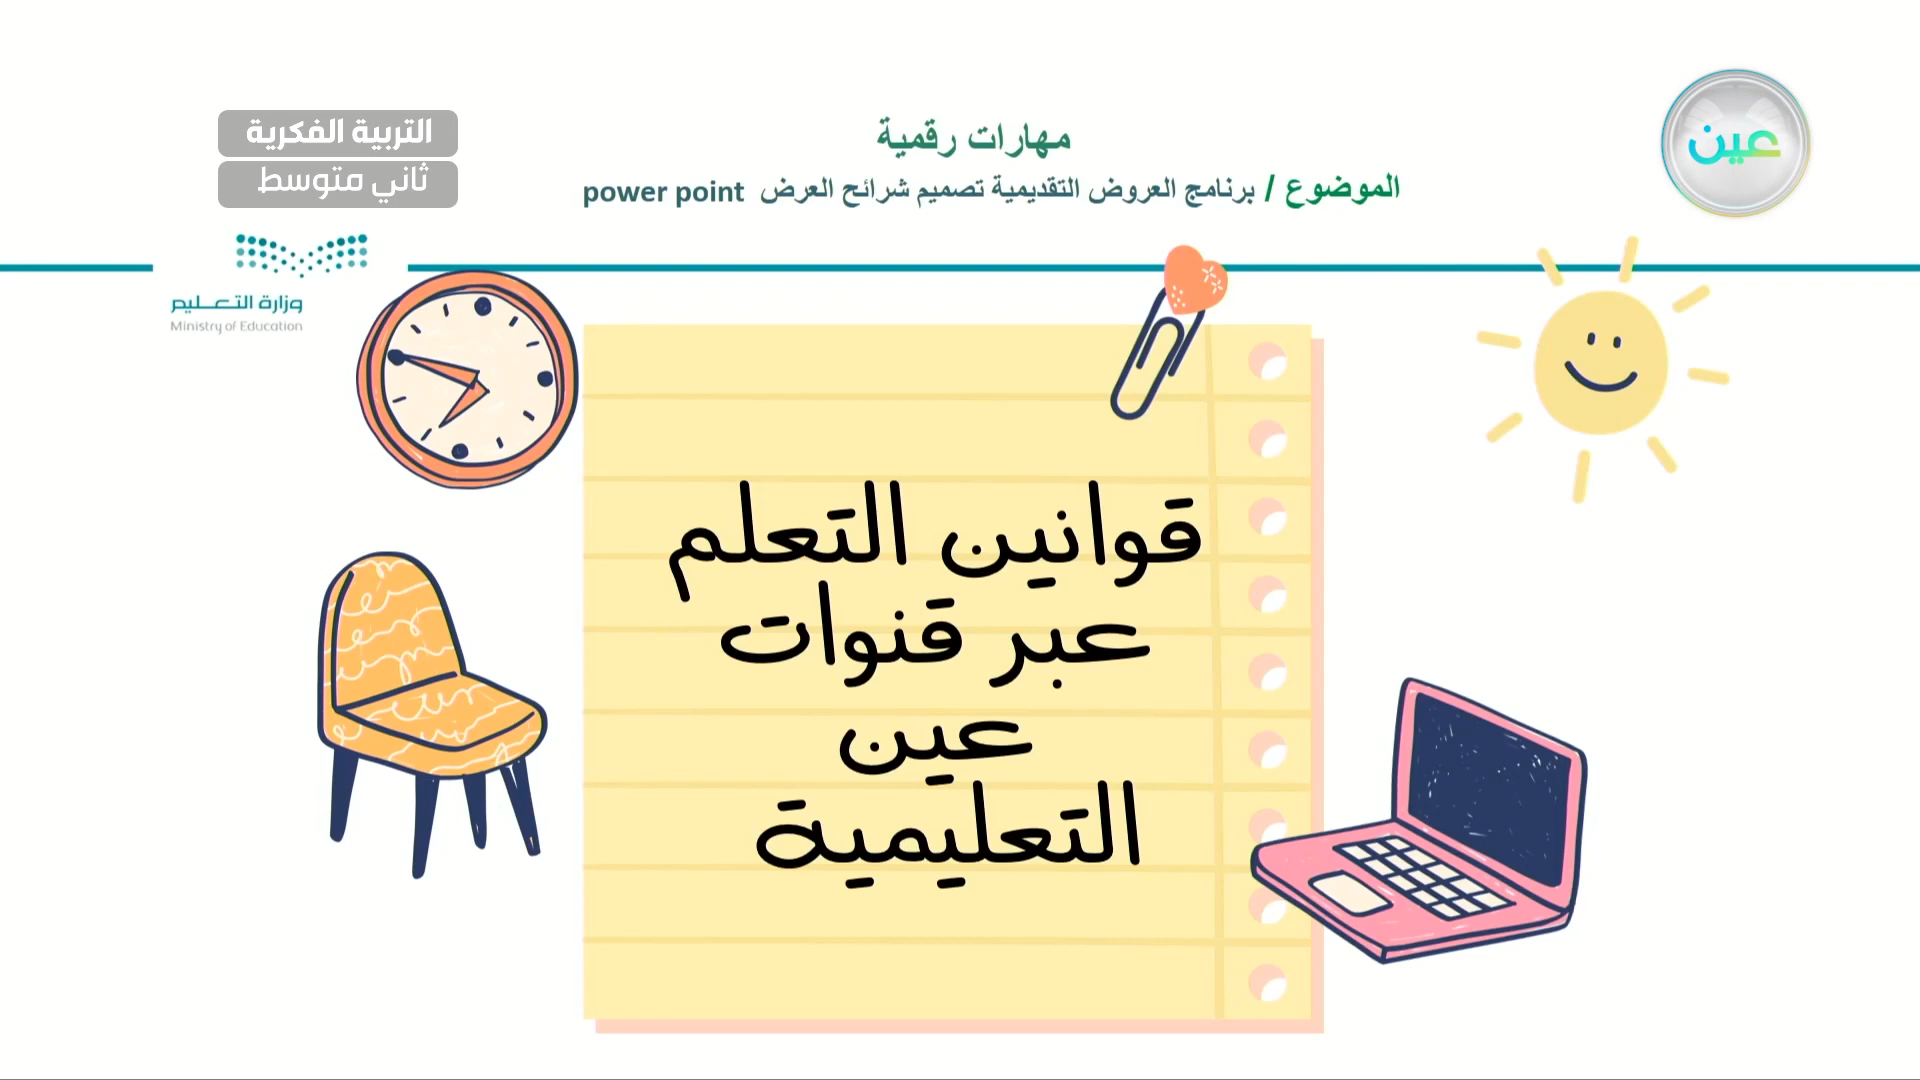 مهارات رقمية
الموضوع / برنامج العروض التقديمية تصميم شرائح العرض power point
عين
التربية الفكرية
ثاني متوسط
وزارة التعليم
Ministry of Education
قوانين التعلم
عبر قنوات
عين
التعليمية